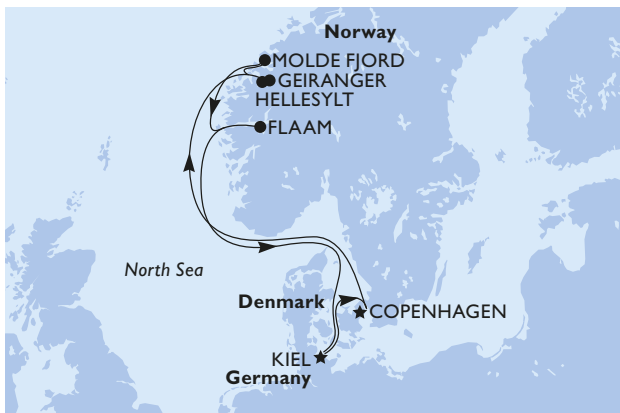 Norway
MOLDE FJORD
GEIRANGER
HELLESYLT
FLAAM
North Sea
Denmark
COPENHAGEN
KIEL
Germany